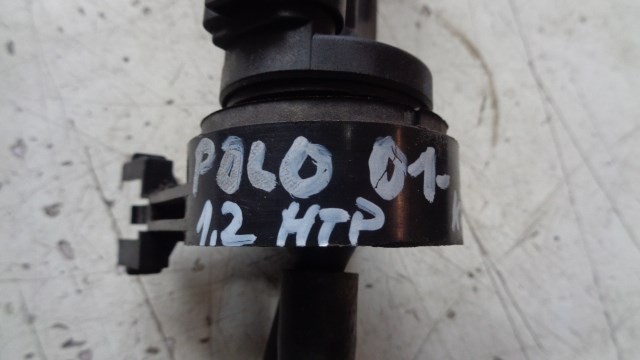 POLO 01-
1,2 HTP